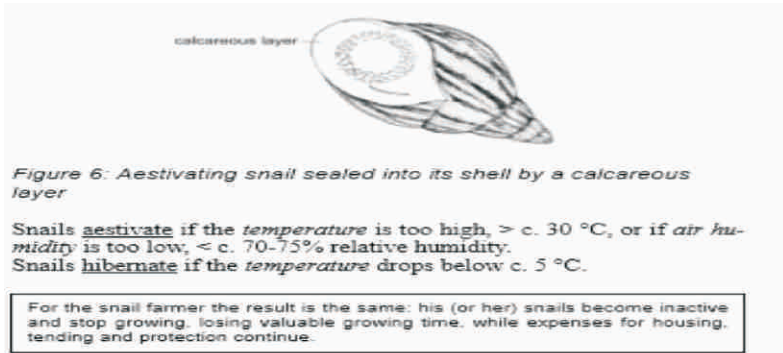 calcareous layer
Figure 6: Aestivating snail sealed into its shell by a calcareous
layer
Snails aestivate if the temperature is too high, > c. 30 °C, or if air hu-
midity is too low, < c. 70-75% relative humidity.
Snails hibernate if the temperature drops below c. 5 °C.
For the snail farmer the result is the same: his (or her) snails become inactive
and stop growing, losing valuable growing time, while expenses for housing,
tending and protection continue.